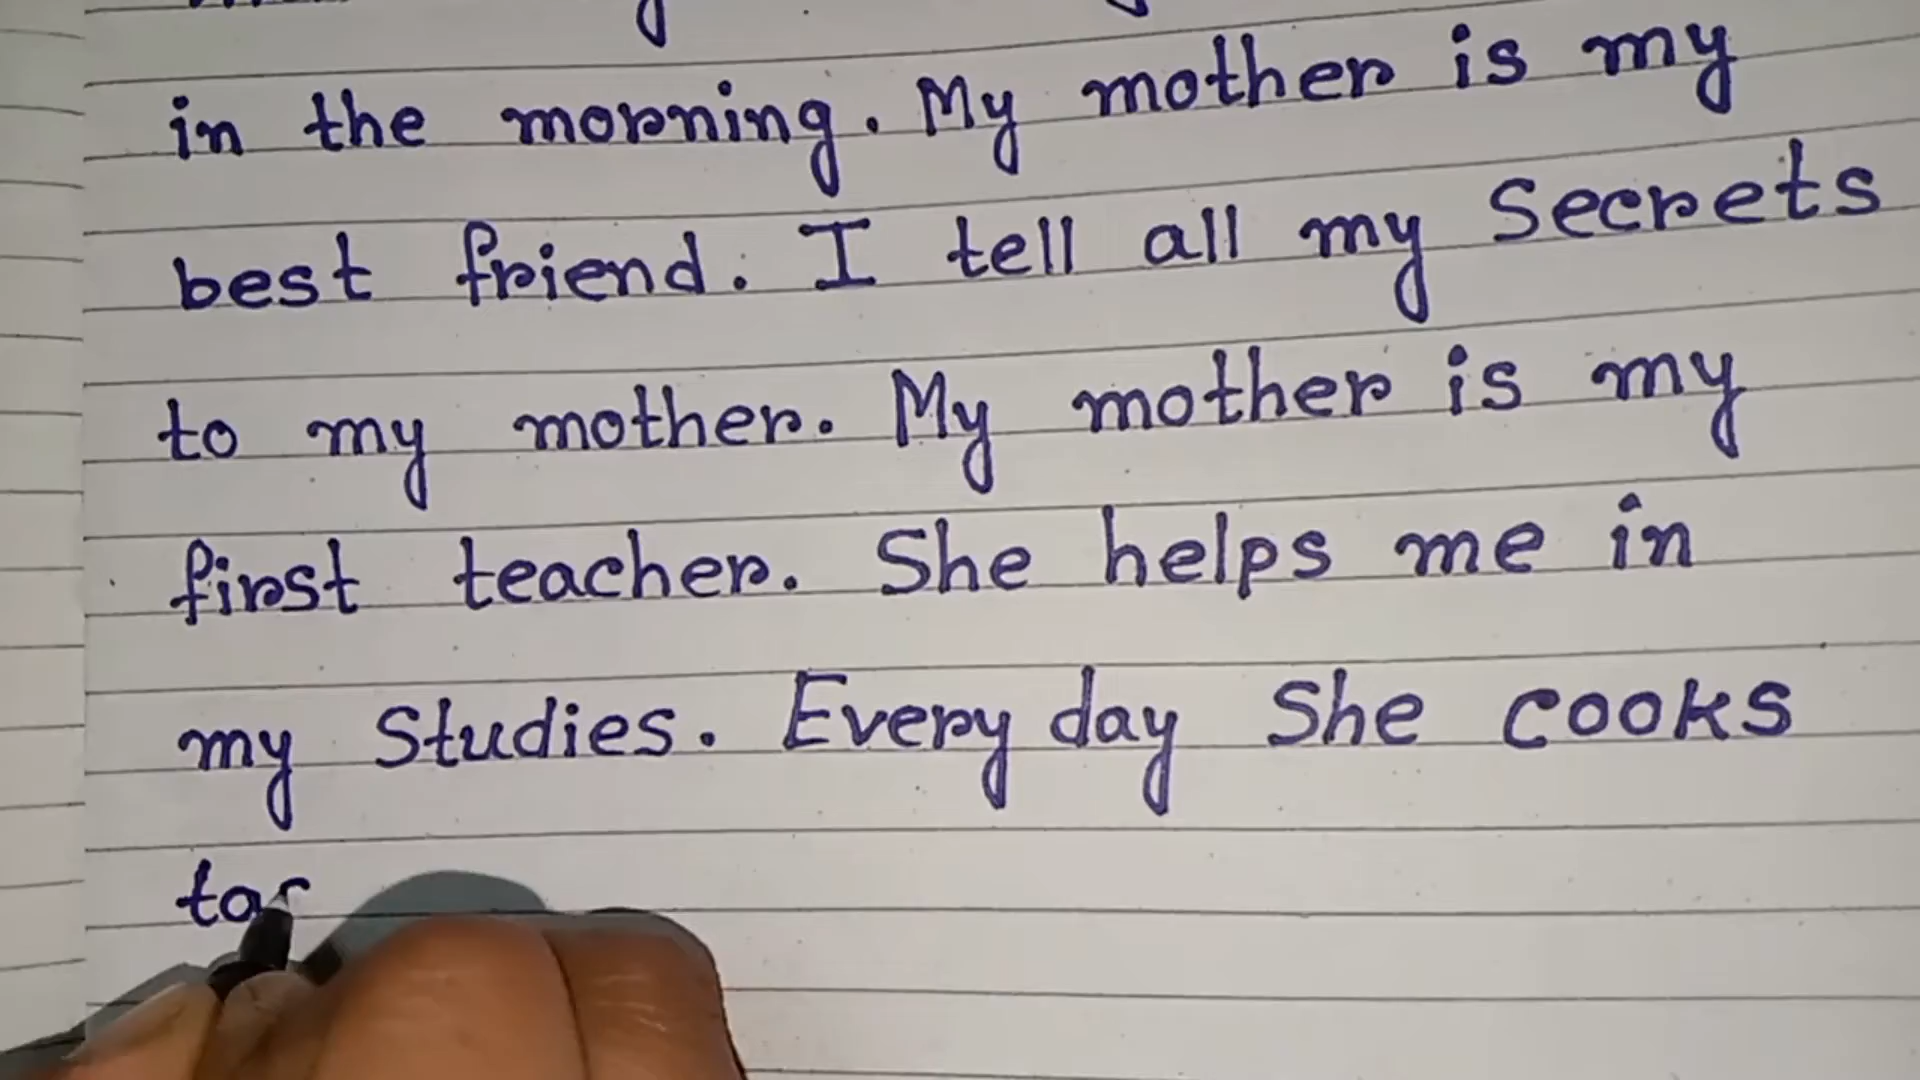 in the morning. My mother is my
best friend. I tell all my Secrets
to my mother. My mother is my
first teacher. She helps me in
my Studies. Every day She cooks